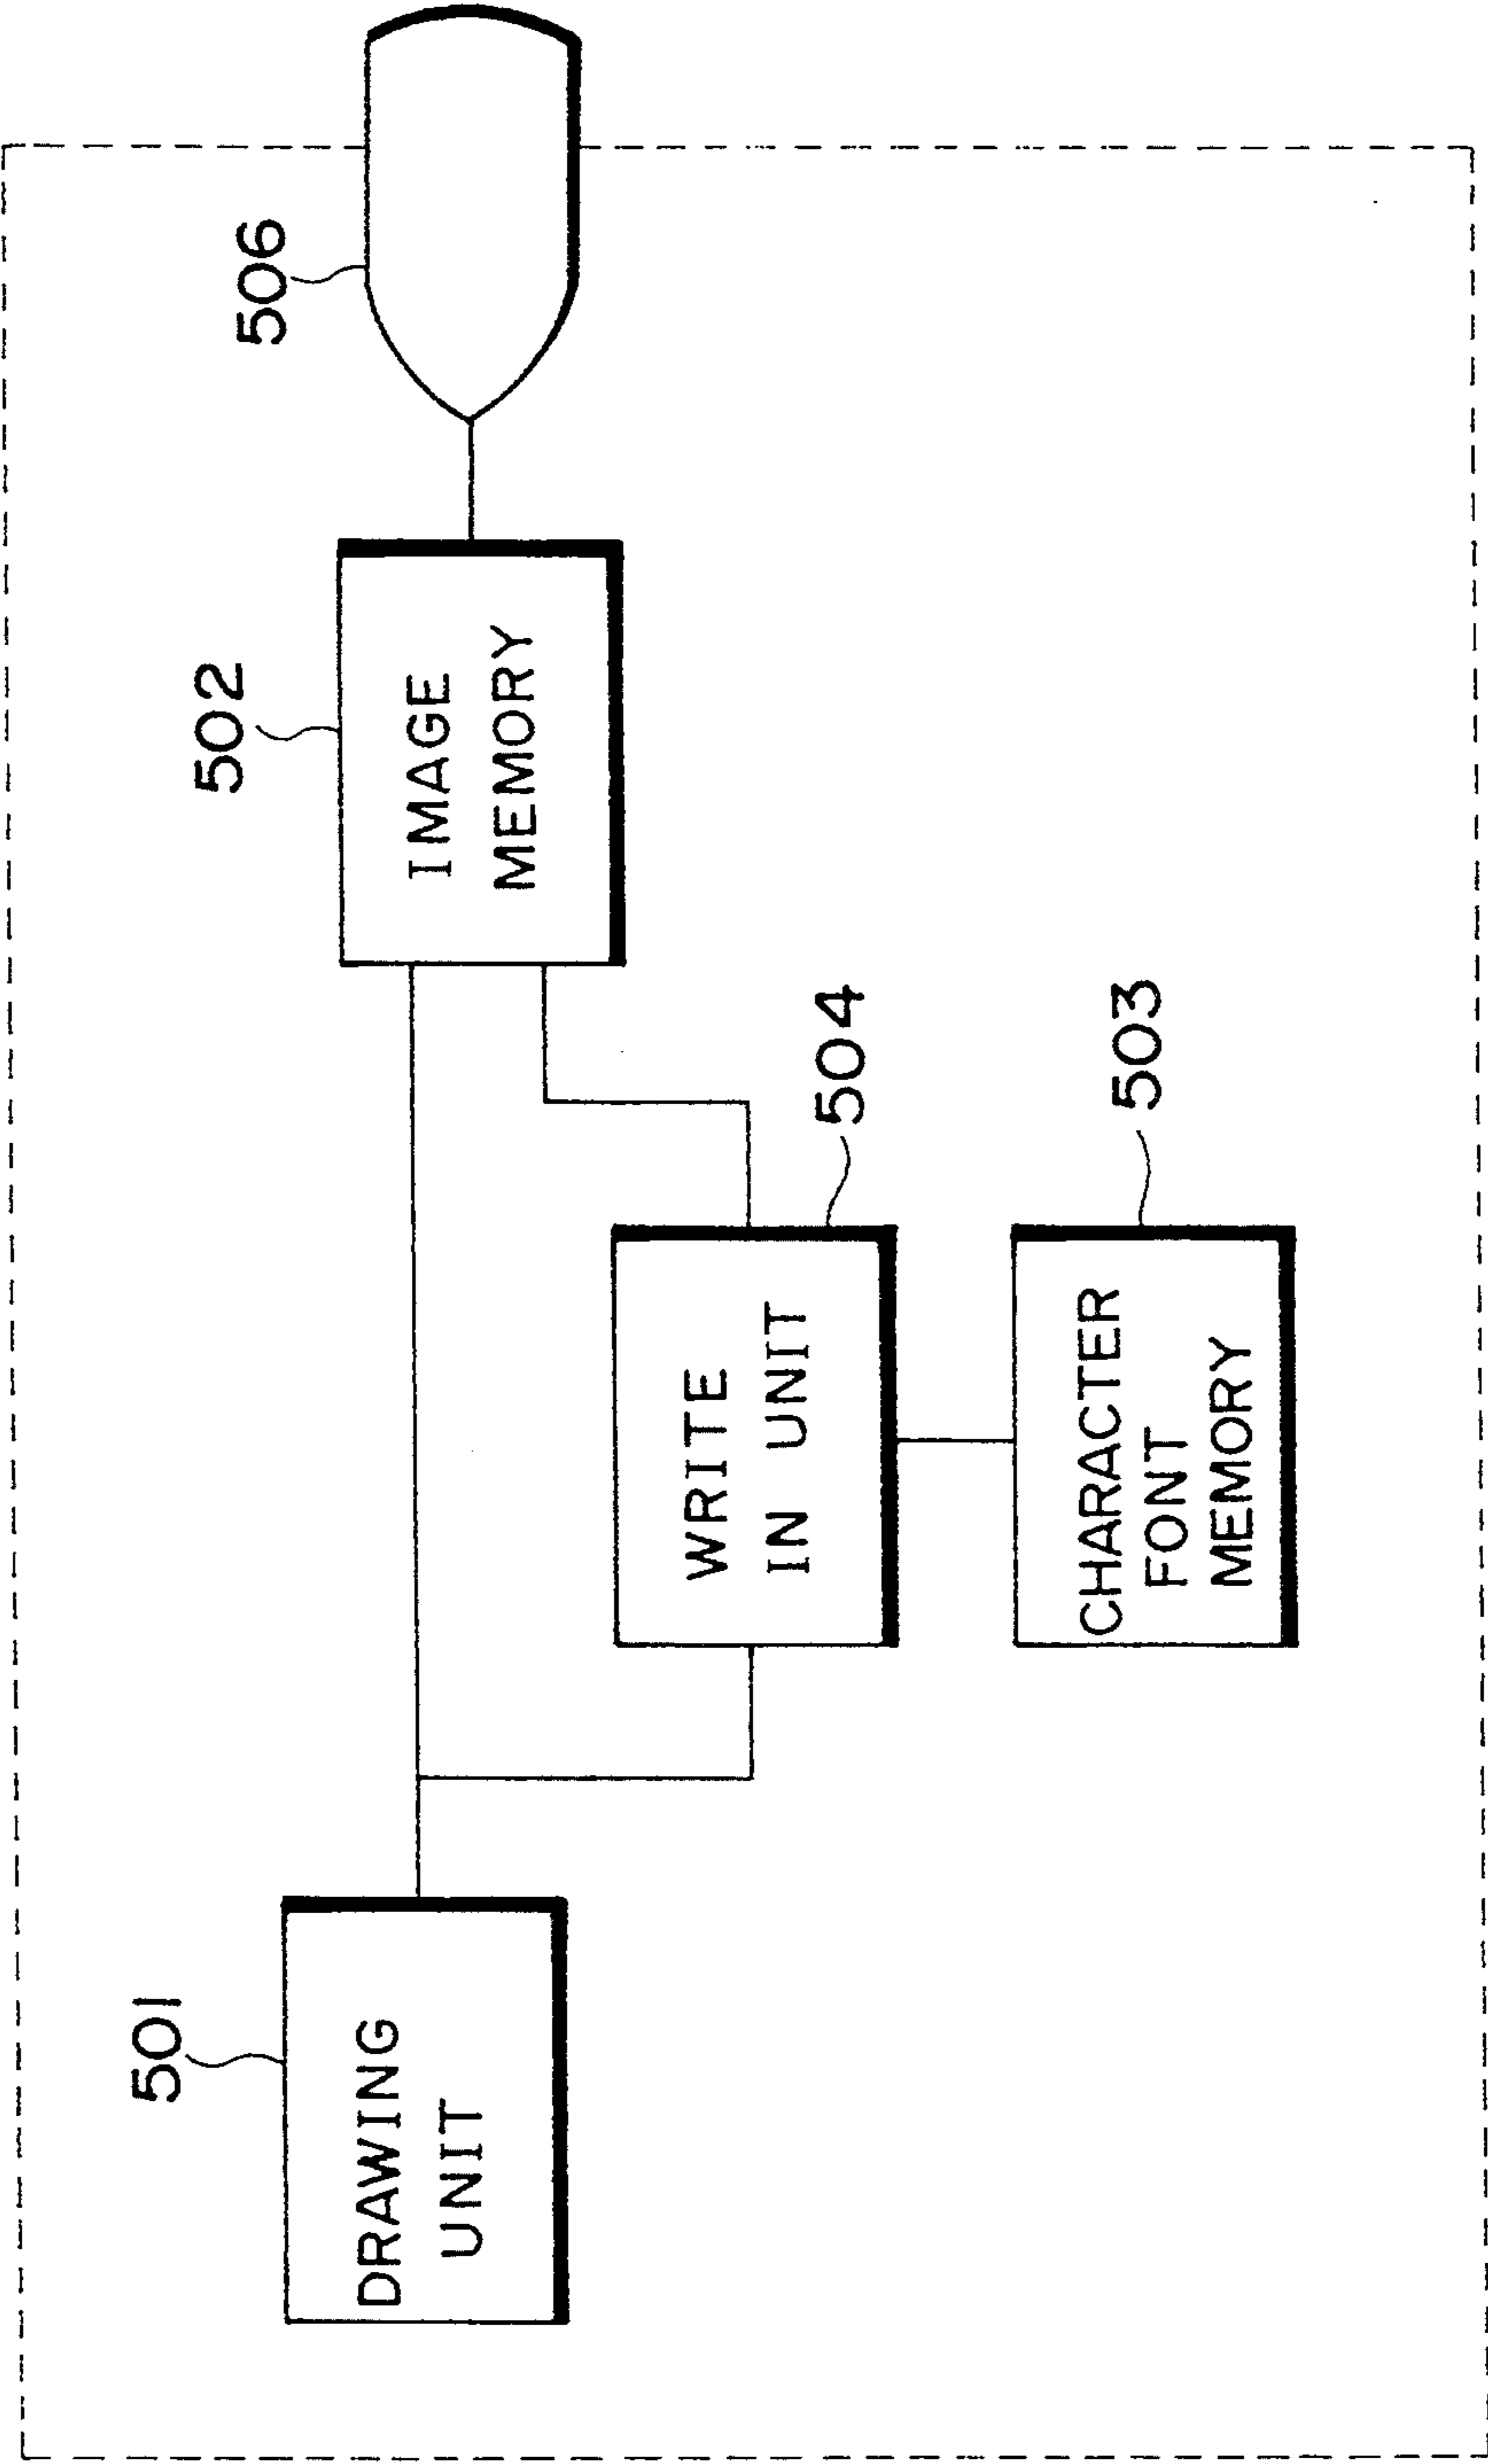 501
DRAWING
UNIT
502
IMAGE
MEMORY
506
504
WRITE
IN UNIT
503
CHARACTER
FONT
MEMORY